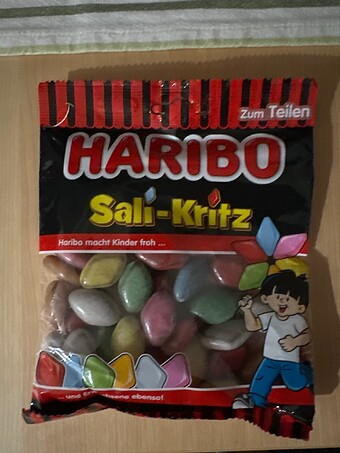 Zum Teilen
HARIBO
Sali-Kritz
Haribo macht Kinder froh ...
... und Erwachsene ebenso!